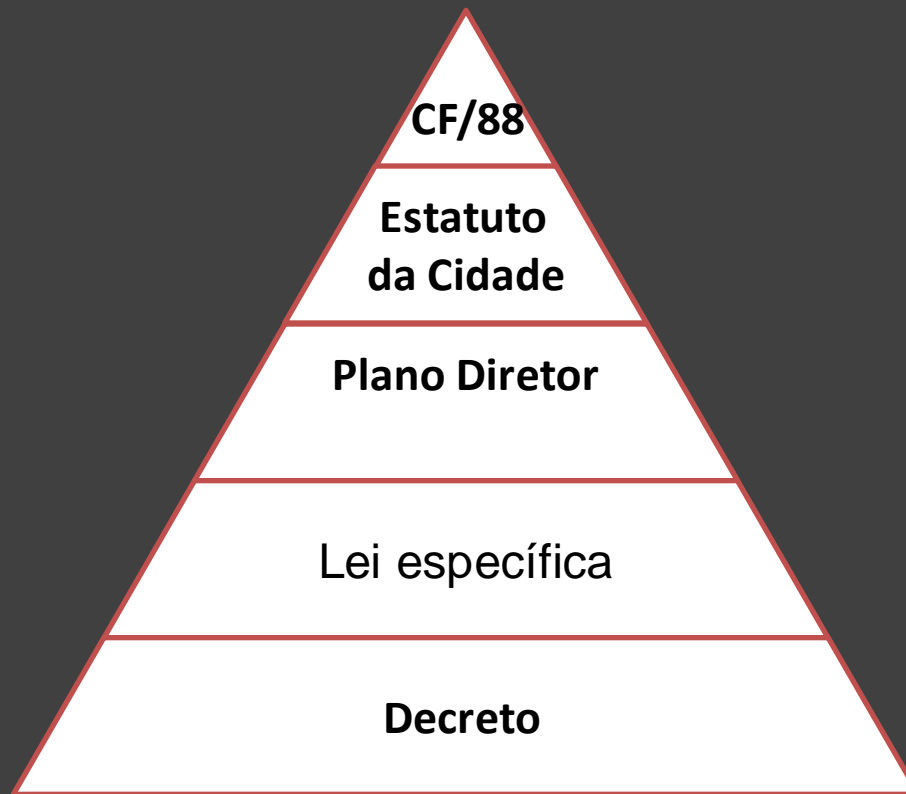 CF/88
Estatuto
da Cidade
Plano Diretor
Lei específica
Decreto